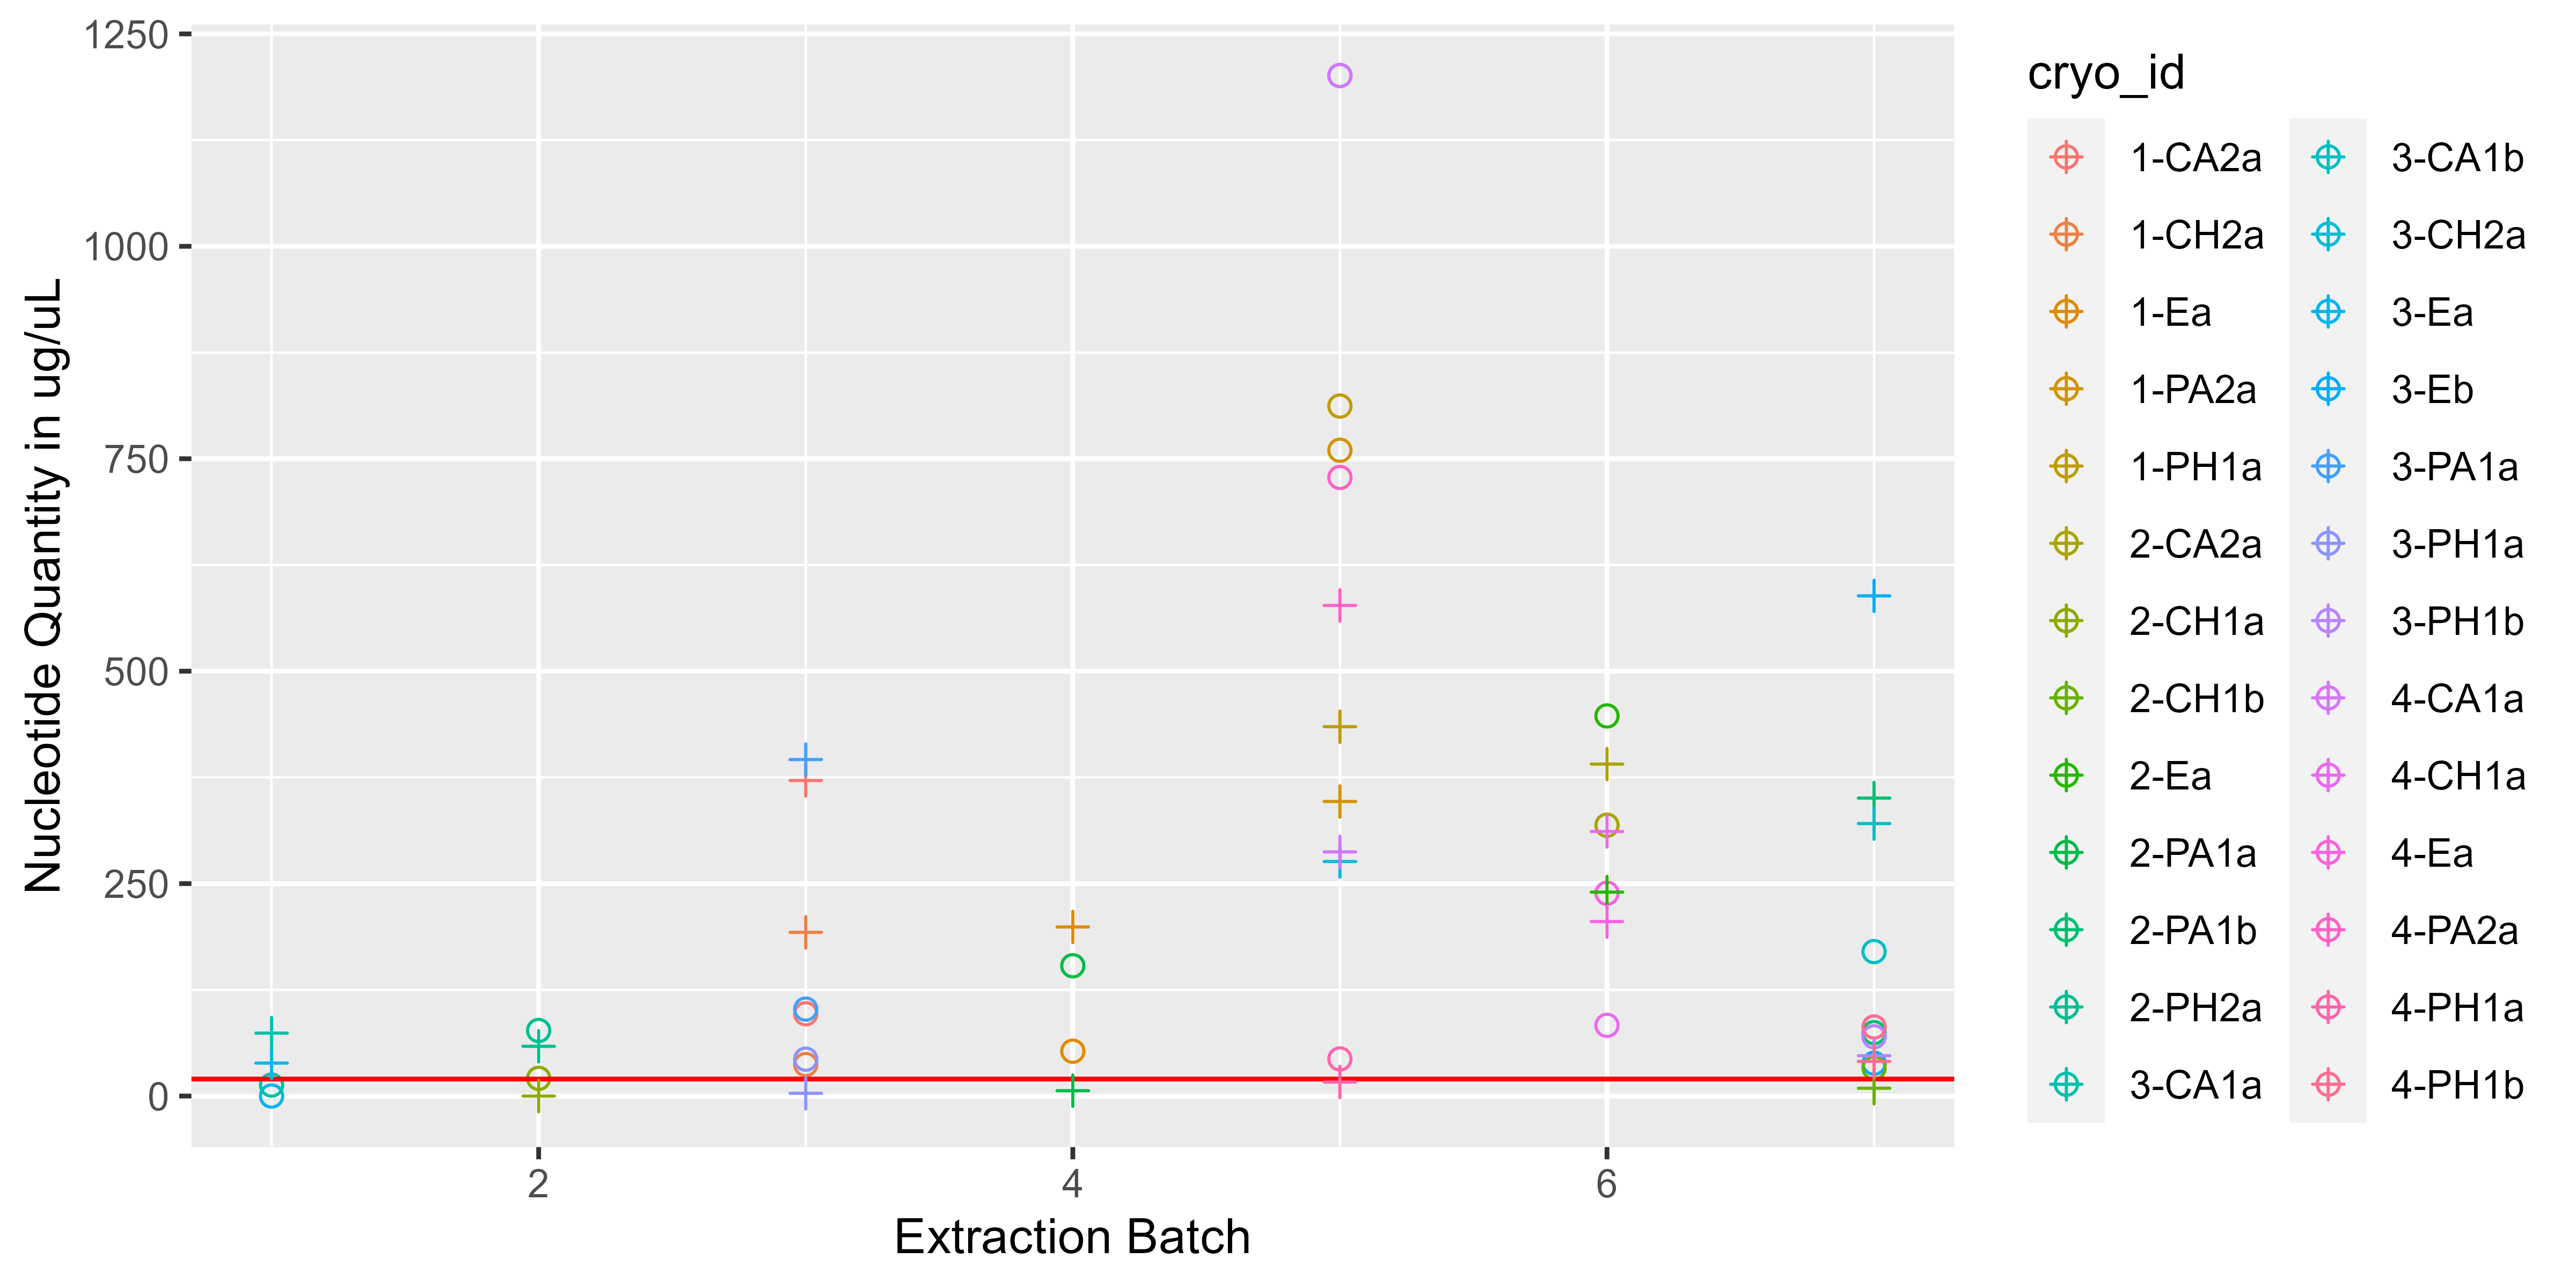 Nucleotide Quantity in ug/uL
1250
1000
750
500
250
0
2
4
6
Extraction Batch
cryo_id
1-CA2a
1-CH2a
1-Ea
1-PA2a
1-PH1a
2-CA2a
2-CH1a
2-CH1b
2-Ea
2-PA1a
2-PA1b
2-PH2a
3-CA1a
3-CA1b
3-CH2a
3-Ea
3-Eb
3-PA1a
3-PH1a
3-PH1b
4-CA1a
4-CH1a
4-Ea
4-PA2a
4-PH1a
4-PH1b